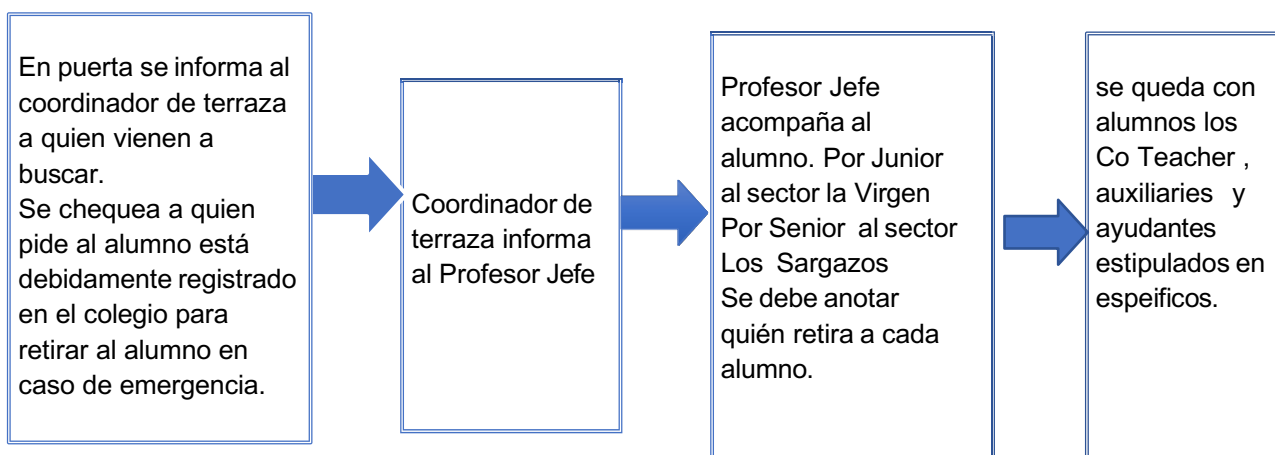 En puerta se informa al
coordinador de terraza
a quien vienen a
buscar.
Se chequea a quien
pide al alumno está
debidamente registrado
en el colegio para
retirar al alumno en
caso de emergencia.
Coordinador de
terraza informa
al Profesor Jefe
Profesor Jefe
acompaña al
alumno. Por Junior
al sector la Virgen
Por Senior al sector
Los Sargazos
Se debe anotar
quién retira a cada
alumno.
se queda con
alumnos los
Co Teacher ,
auxiliaries y
ayudantes
estipulados en
espeificos.